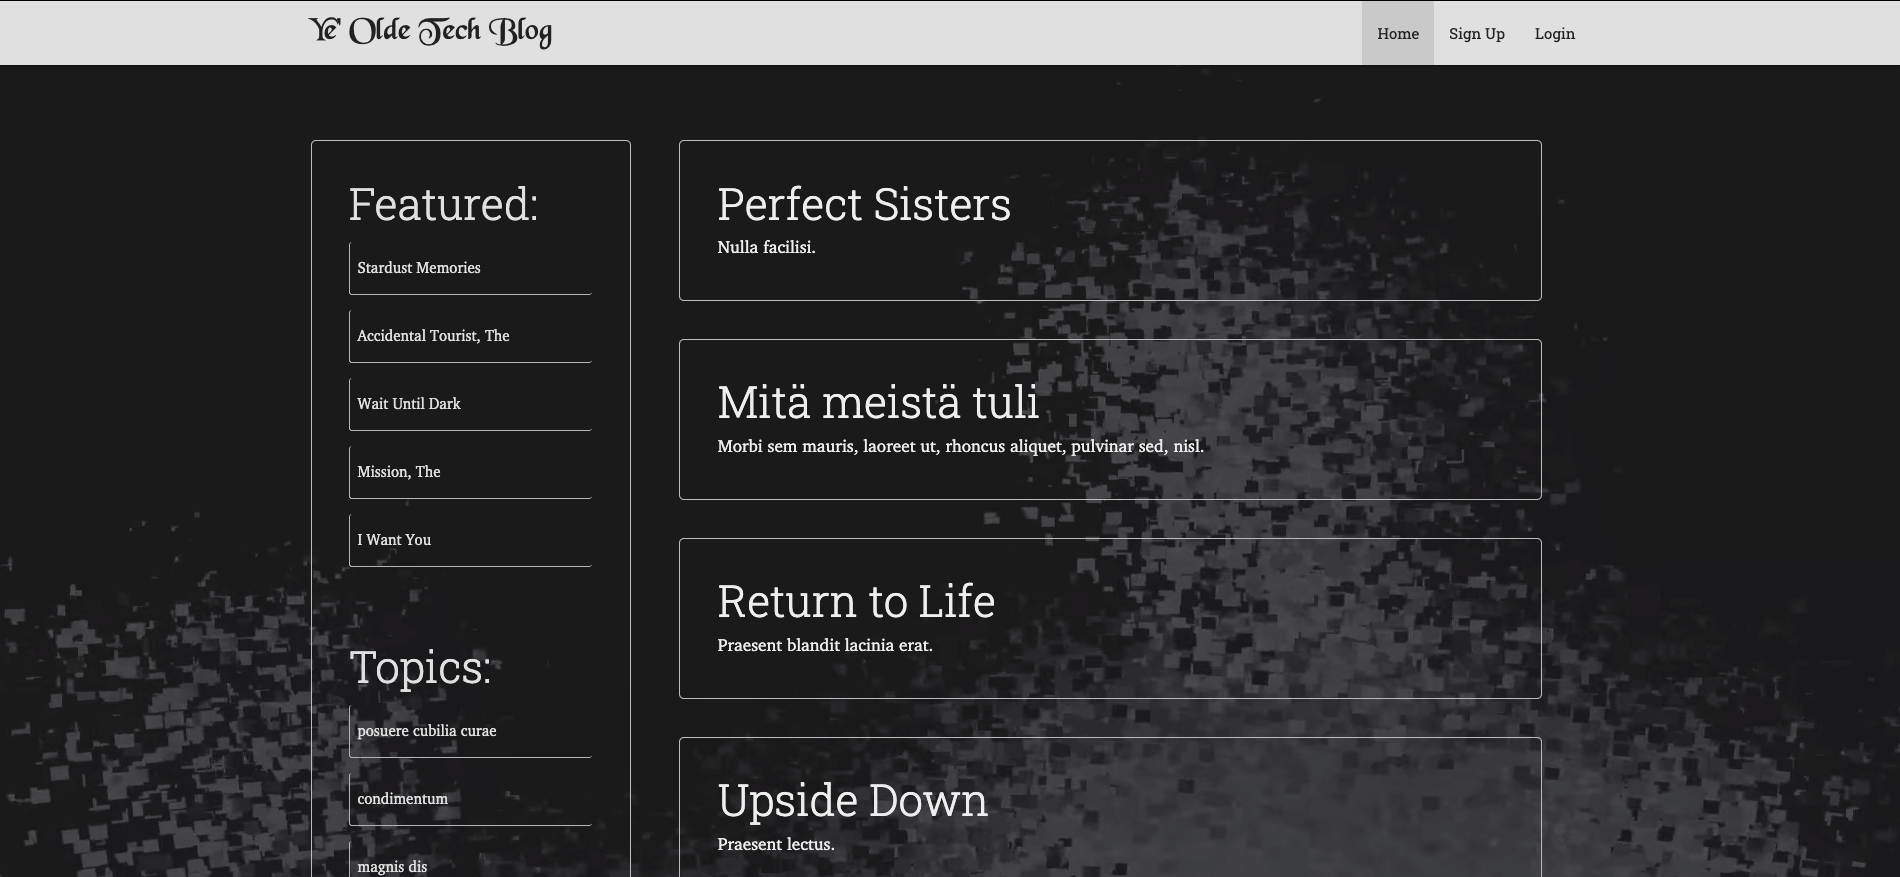 Ye Olde Tech Blog
Home
Sign Up
Login
Featured:
Stardust Memories
Accidental Tourist, The
Wait Until Dark
Mission, The
I Want You
Topics:
posuere cubilia curae
condimentum
magnis dis
Perfect Sisters
Nulla facilisi.
Mitä meistä tuli
Morbi sem mauris, laoreet ut, rhoncus aliquet, pulvinar sed, nisl.
Return to Life
Praesent blandit lacinia erat.
Upside Down
Praesent lectus.